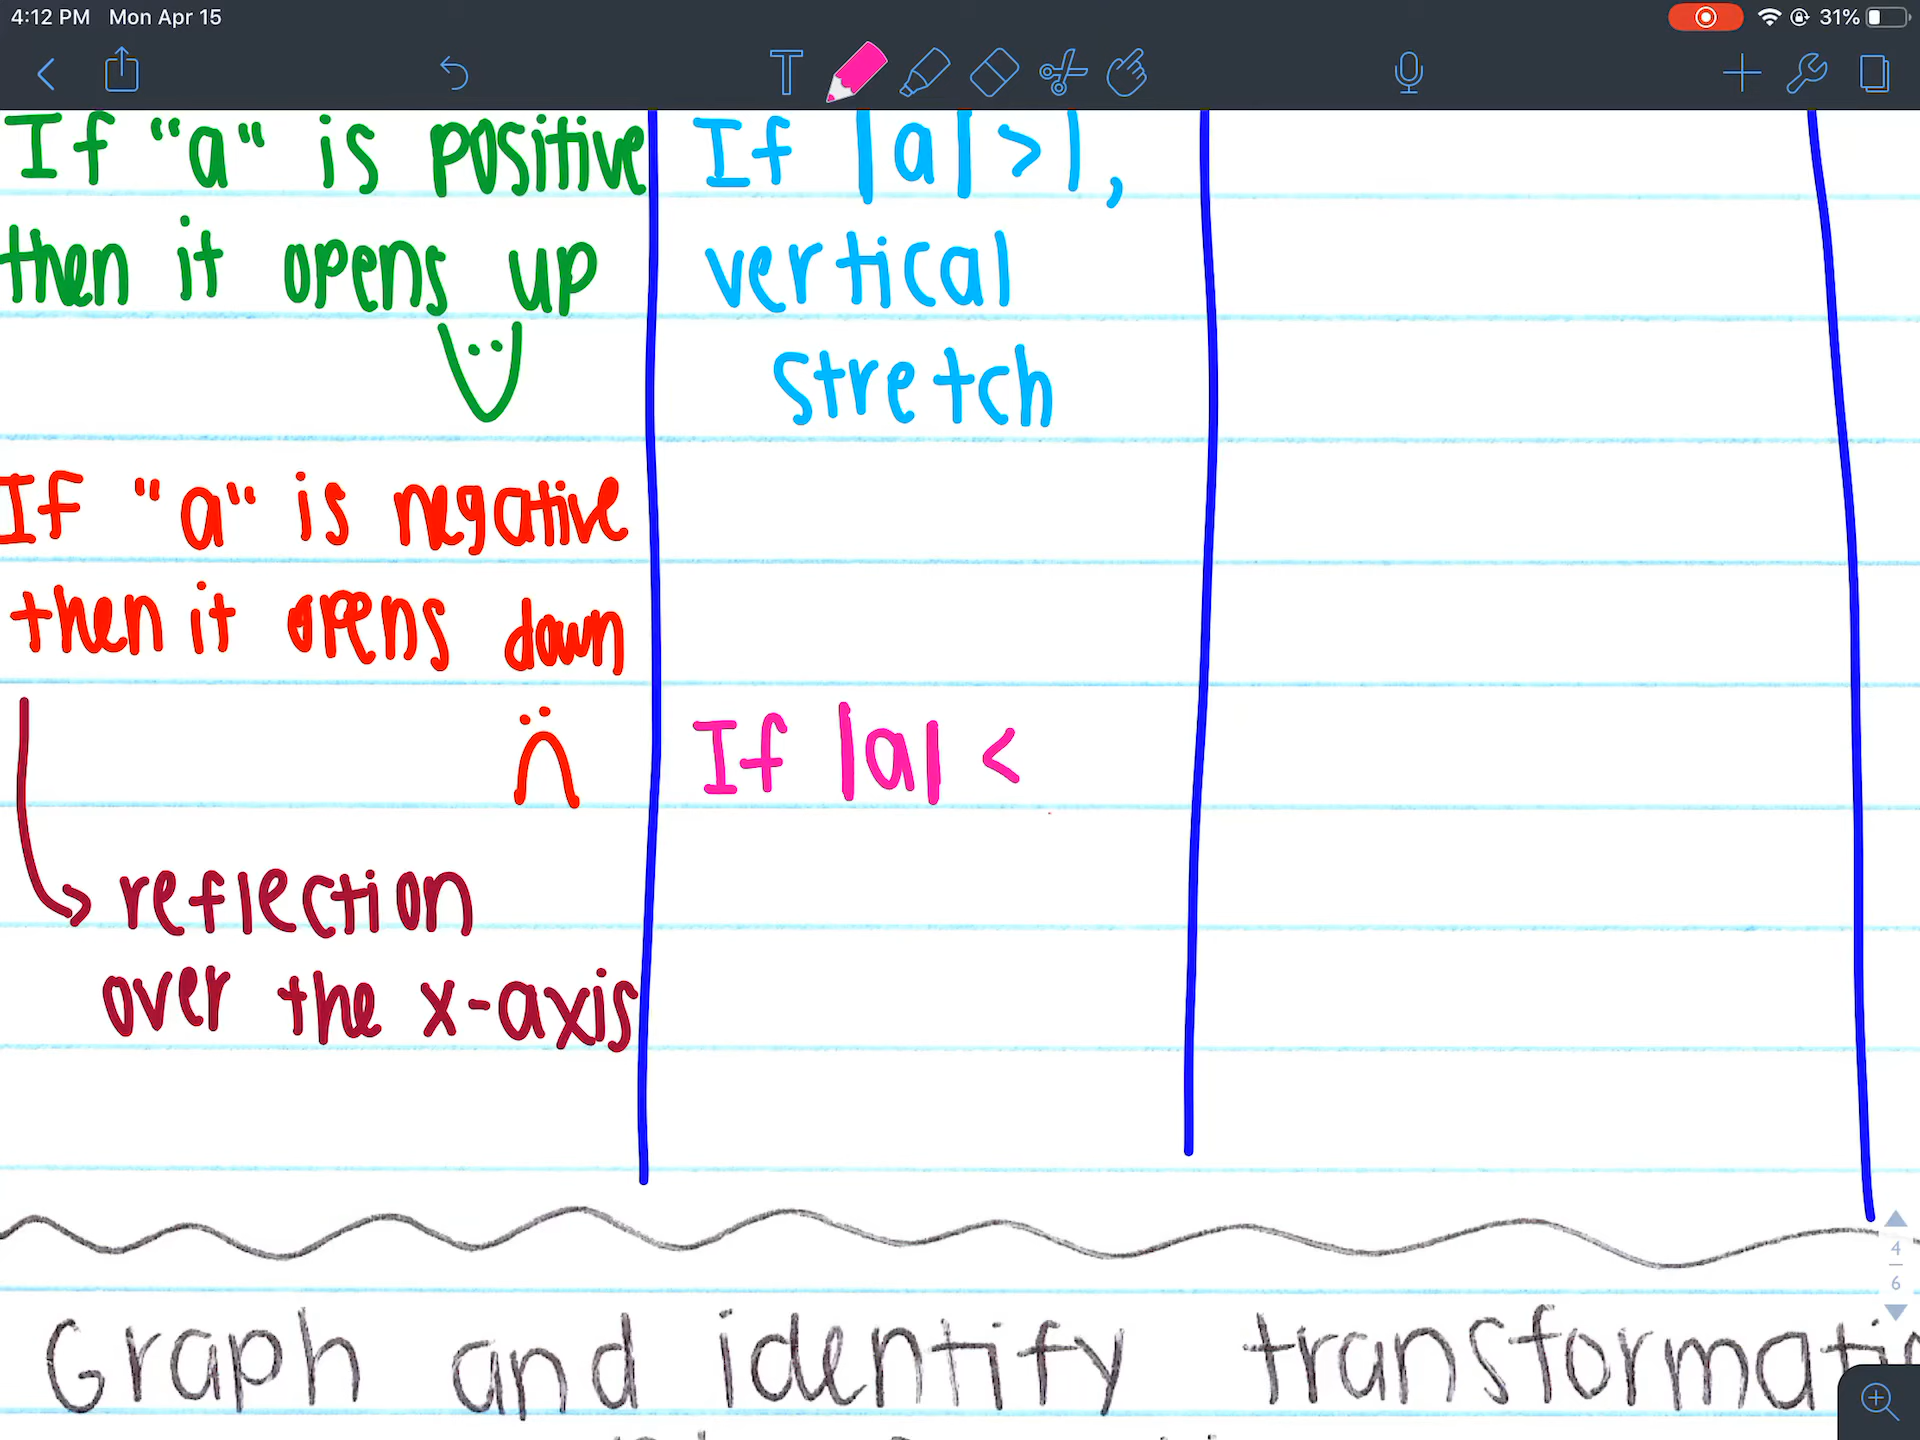 4:12 PM Mon Apr 15
31%
T
If "a" is positive
then it opens up
If "a" is negative
then it opens down
reflection
over the x-axis
If |a| > 1,
vertical
stretch
If |a| <
4
6
Graph and identify transformati